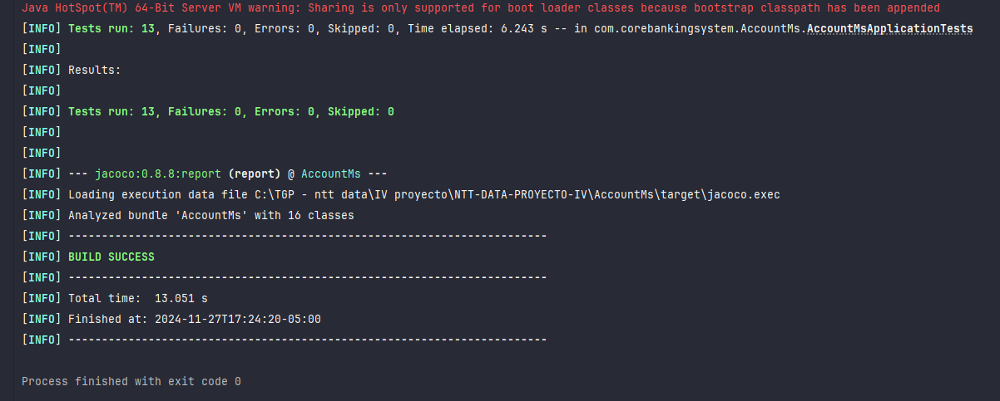 Java HotSpot(TM) 64-Bit Server VM warning: Sharing is only supported for boot loader classes because bootstrap classpath has been appended
[INFO] Tests run: 13, Failures: 0, Errors: 0, Skipped: 0, Time elapsed: 6.243 s -- in com.corebankingsystem.AccountMs.AccountMsApplicationTests
[INFO]
[INFO] Results:
[INFO]
[INFO] Tests run: 13, Failures: 0, Errors: 0, Skipped: 0
[INFO]
[INFO]
[INFO] --- jacoco:0.8.8:report (report) @ AccountMs ---
[INFO] Loading execution data file C:\TGP - ntt data\IV proyecto\NTT-DATA-PROYECTO-IV\AccountMs\target\jacoco.exec
[INFO] Analyzed bundle 'AccountMs' with 16 classes
[INFO] ------------------------------------------------------------------------
[INFO] BUILD SUCCESS
[INFO] ------------------------------------------------------------------------
[INFO] Total time:  13.051 s
[INFO] Finished at: 2024-11-27T17:24:20-05:00
[INFO] ------------------------------------------------------------------------
Process finished with exit code 0